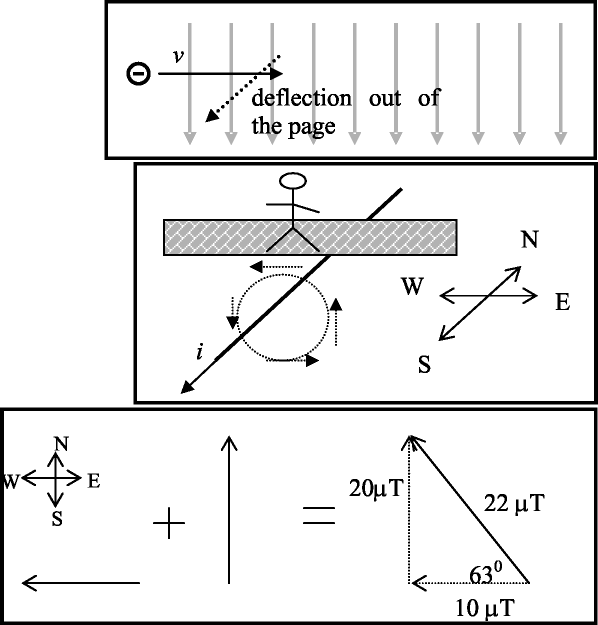 v
deflection out of
the page
N
W
E
S
i
N
W
E
S
20μT
22 μT
63⁰
10 μT